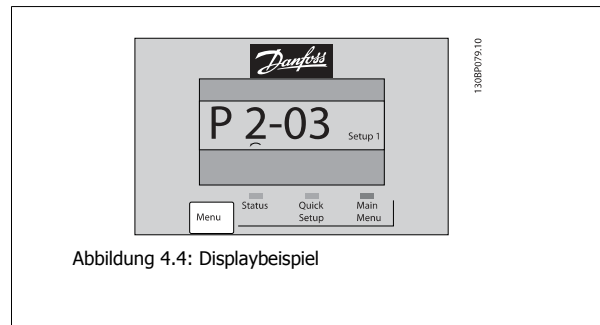 Danfoss
130BP079.10
P 2-03 Setup 1
Menu
Status
Quick Setup
Main Menu
Abbildung 4.4: Displaybeispiel